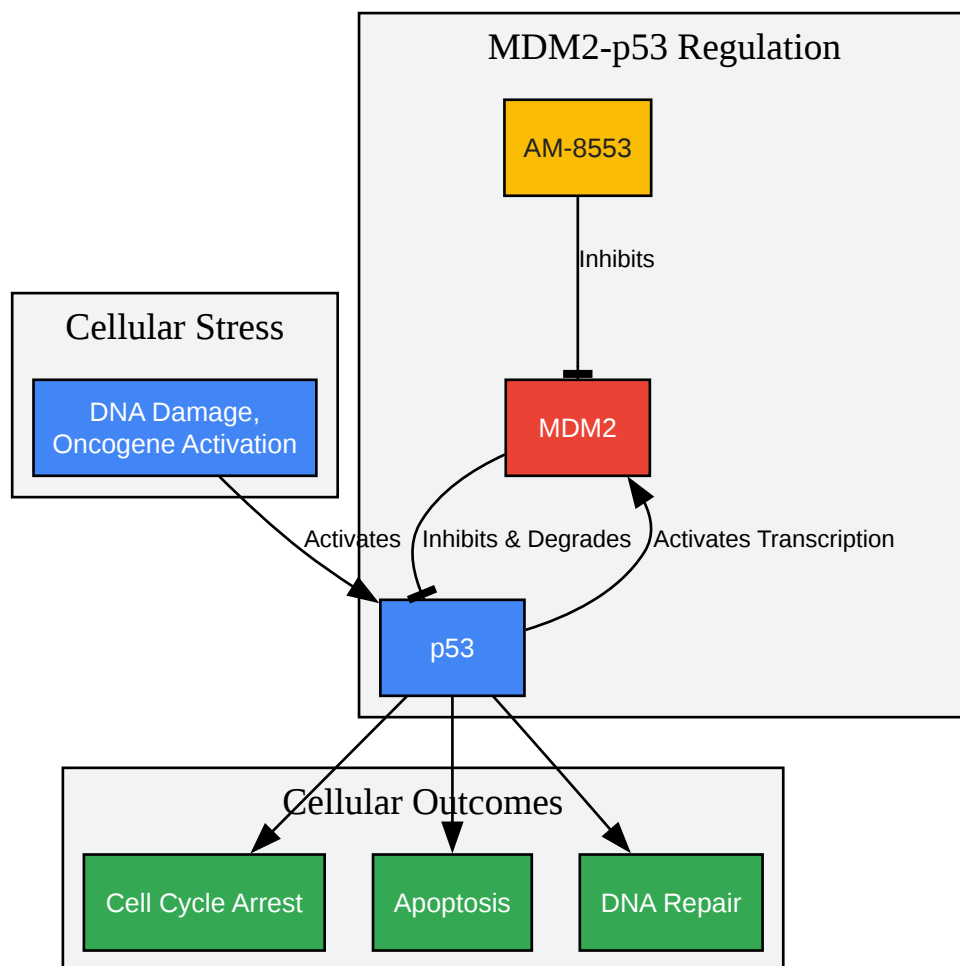 MDM2-p53 Regulation
AM-8553
Inhibits
Cellular Stress
DNA Damage,
Oncogene Activation
MDM2
Activates
Inhibits & Degrades
Activates Transcription
p53
Cellular Outcomes
Cell Cycle Arrest
Apoptosis
DNA Repair